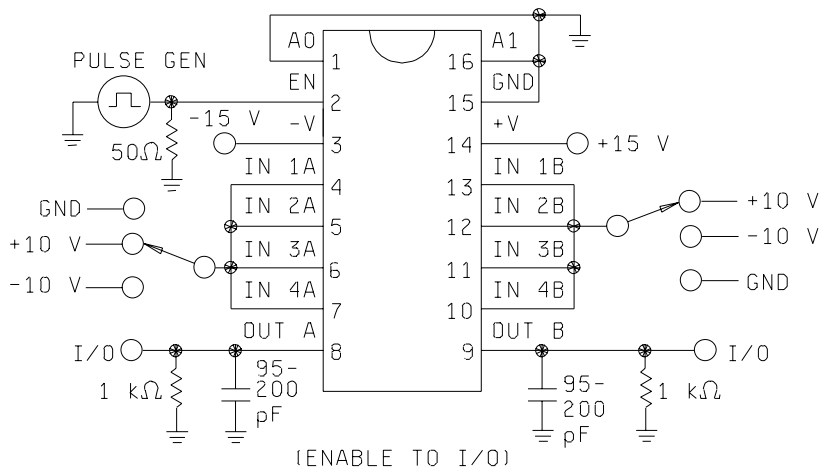 A0
A1
PULSE GEN
1
16
EN
GND
2
15
-15 V
-V
+V
50Ω
3
14
+15 V
IN 1A
IN 1B
4
13
GND
IN 2A
IN 2B
+10 V
5
12
+10 V
-10 V
IN 3A
IN 3B
6
11
-10 V
IN 4A
IN 4B
GND
7
10
OUT A
OUT B
I/O
8
9
I/O
1 kΩ
95-
200
pF
95-
200
pF
1 kΩ
(ENABLE TO I/O)